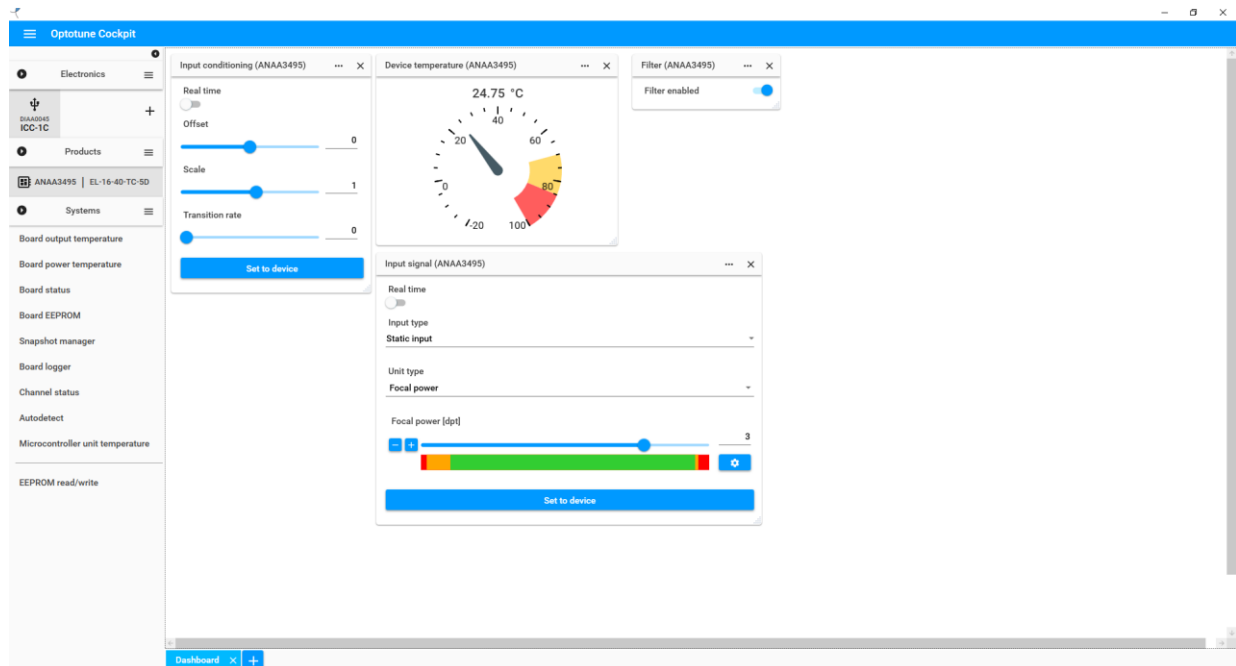 Optotune Cockpit
Electronics
DIAA0045
ICC-1C
Products
ANAA3495 | EL-16-40-TC-5D
Systems
Board output temperature
Board power temperature
Board status
Board EEPROM
Snapshot manager
Board logger
Channel status
Autodetect
Microcontroller unit temperature
EEPROM read/write
Input conditioning (ANAA3495)
Real time
Offset
0
Scale
1
Transition rate
0
Set to device
Device temperature (ANAA3495)
24.75 °C
40
20
60
0
80
-20
100
Filter (ANAA3495)
Filter enabled
Input signal (ANAA3495)
Real time
Input type
Static input
Unit type
Focal power
Focal power [dpt]
3
Set to device
Dashboard